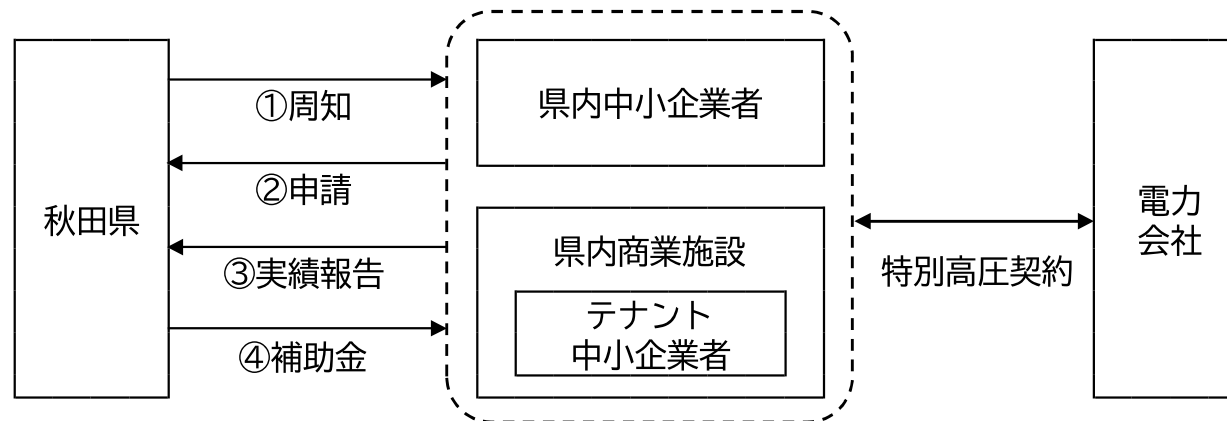 秋田県
①周知
②申請
③実績報告
④補助金
県内中小企業者
県内商業施設
テナント
中小企業者
特別高圧契約
電力
会社